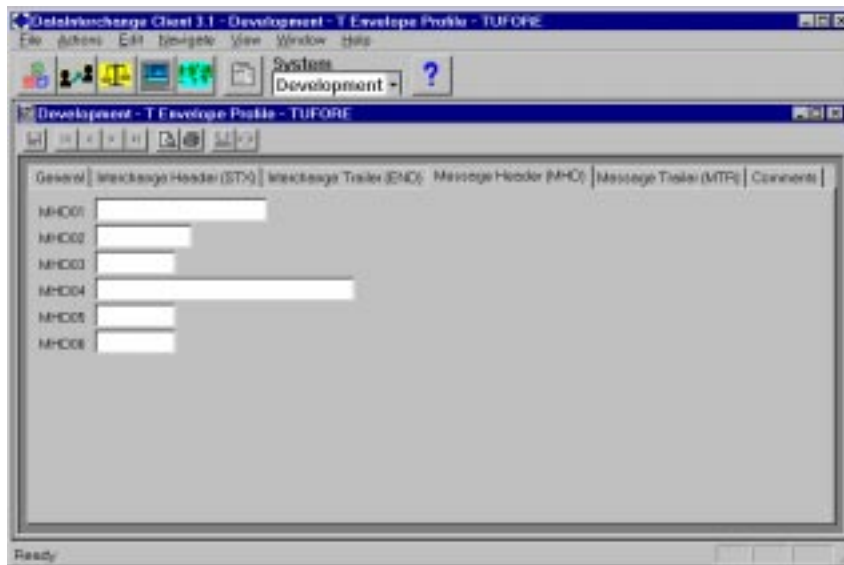 DataInterchange Client 3.1 - Development - T Envelope Profile - TUFORE
File Actions Edit Navigate View Window Help
System
Development
?
Development - T Envelope Profile - TUFORE
General Interchange Header (STX) Interchange Trailer (END) Message Header (MHD) Message Trailer (MTR) Comments
MHD01
MHD02
MHD03
MHD04
MHD05
MHD06
Ready